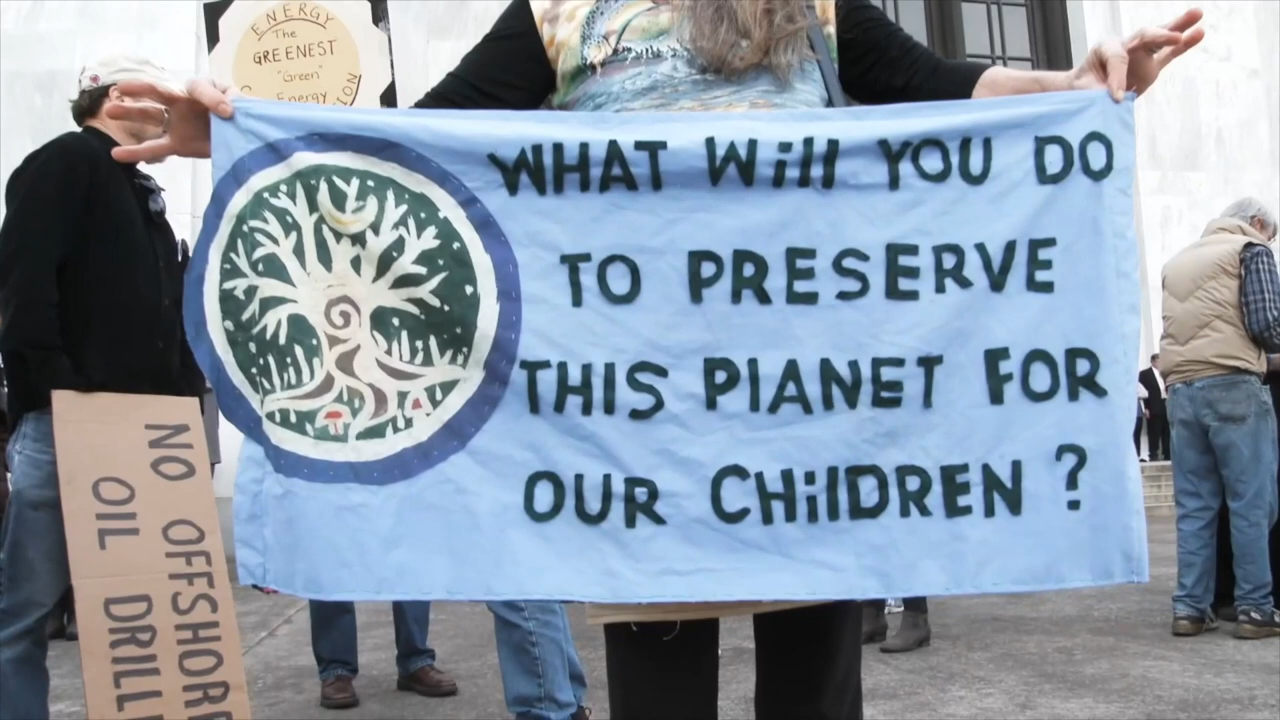 ENERGY
The
GREENEST
"Green"
Energy
WHAT Will YOU DO
TO PRESERVE
THIS PlANET FOR
OUR CHilDREN ?
NO OFFSHORE
OIL DRILL